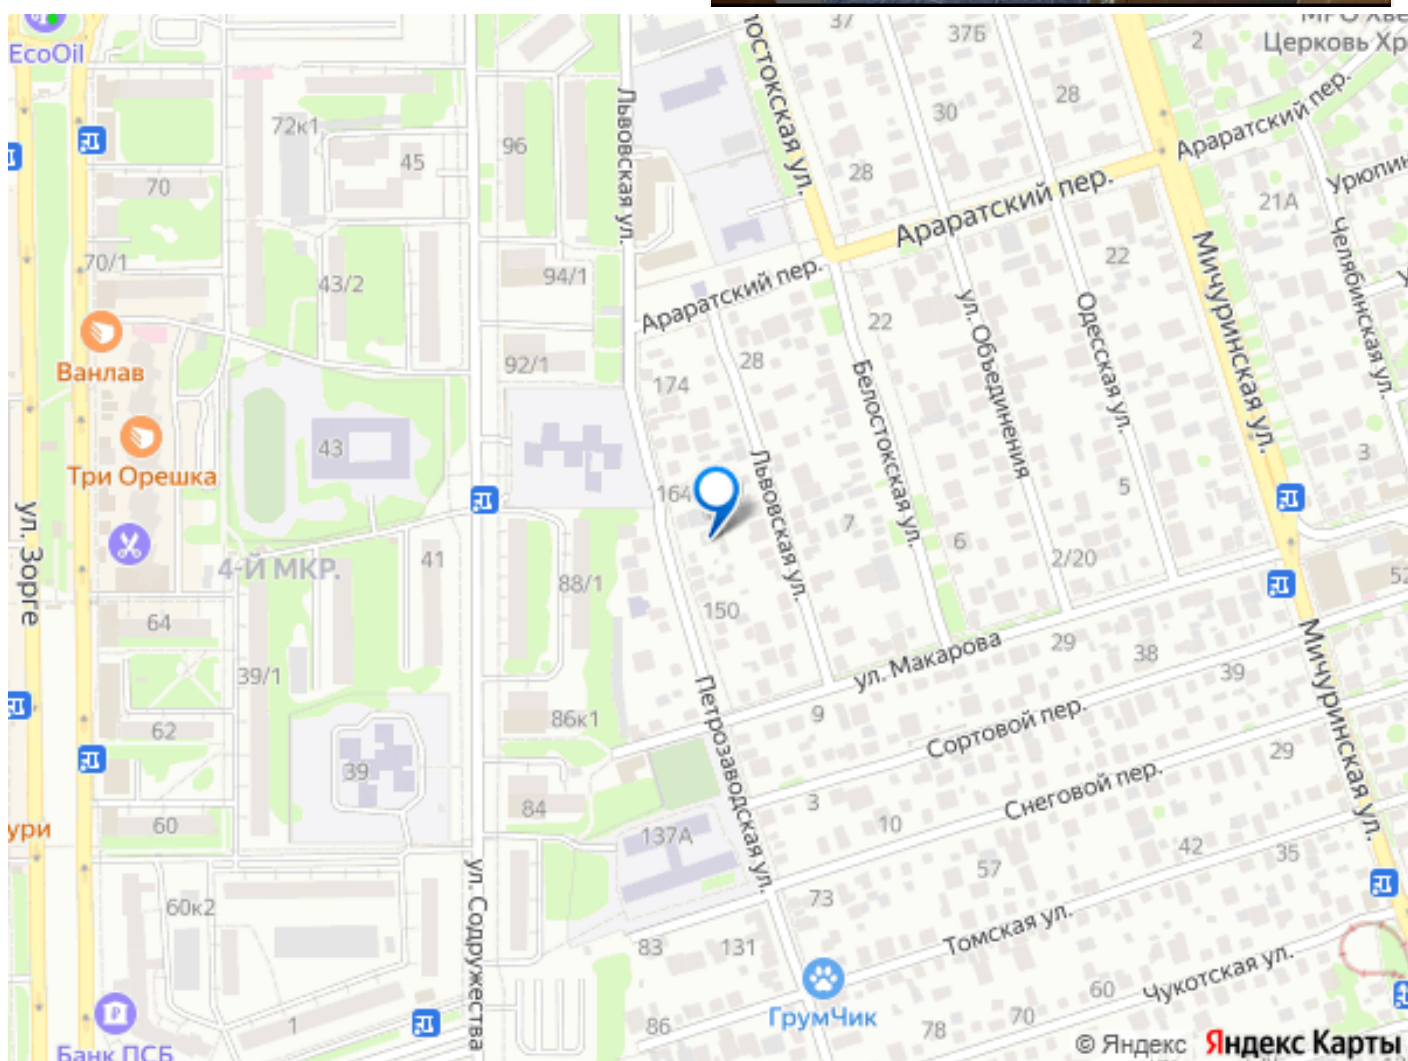 EcoOil
70
70/1
72к1
45
43/2
96
94/1
92/1
Львовская ул.
37
37Б
28
30
28
2
Церковь Хр
Араратский пер.
Араратский пер.
Араратский пер.
21А
Челябинская ул.
22
22
Мичуринская ул.
ул. Объединения
Одесская ул.
Белостокская ул.
Львовская ул.
28
174
164
150
7
6
5
3
2/20
Ванлав
Три Орешка
43
4-Й МКР.
41
88/1
ул. Зорге
64
39/1
62
86к1
39
84
60
137А
Петрозаводская ул.
ул. Макарова
9
29
38
39
52
Сортовой пер.
Мичуринская ул.
3
10
Снеговой пер.
29
57
42
35
73
Томская ул.
60к2
1
ул. Содружества
83
131
86
ГрумЧик
78
70
60
Чукотская ул.
Банк ПСБ
© Яндекс Яндекс Карты